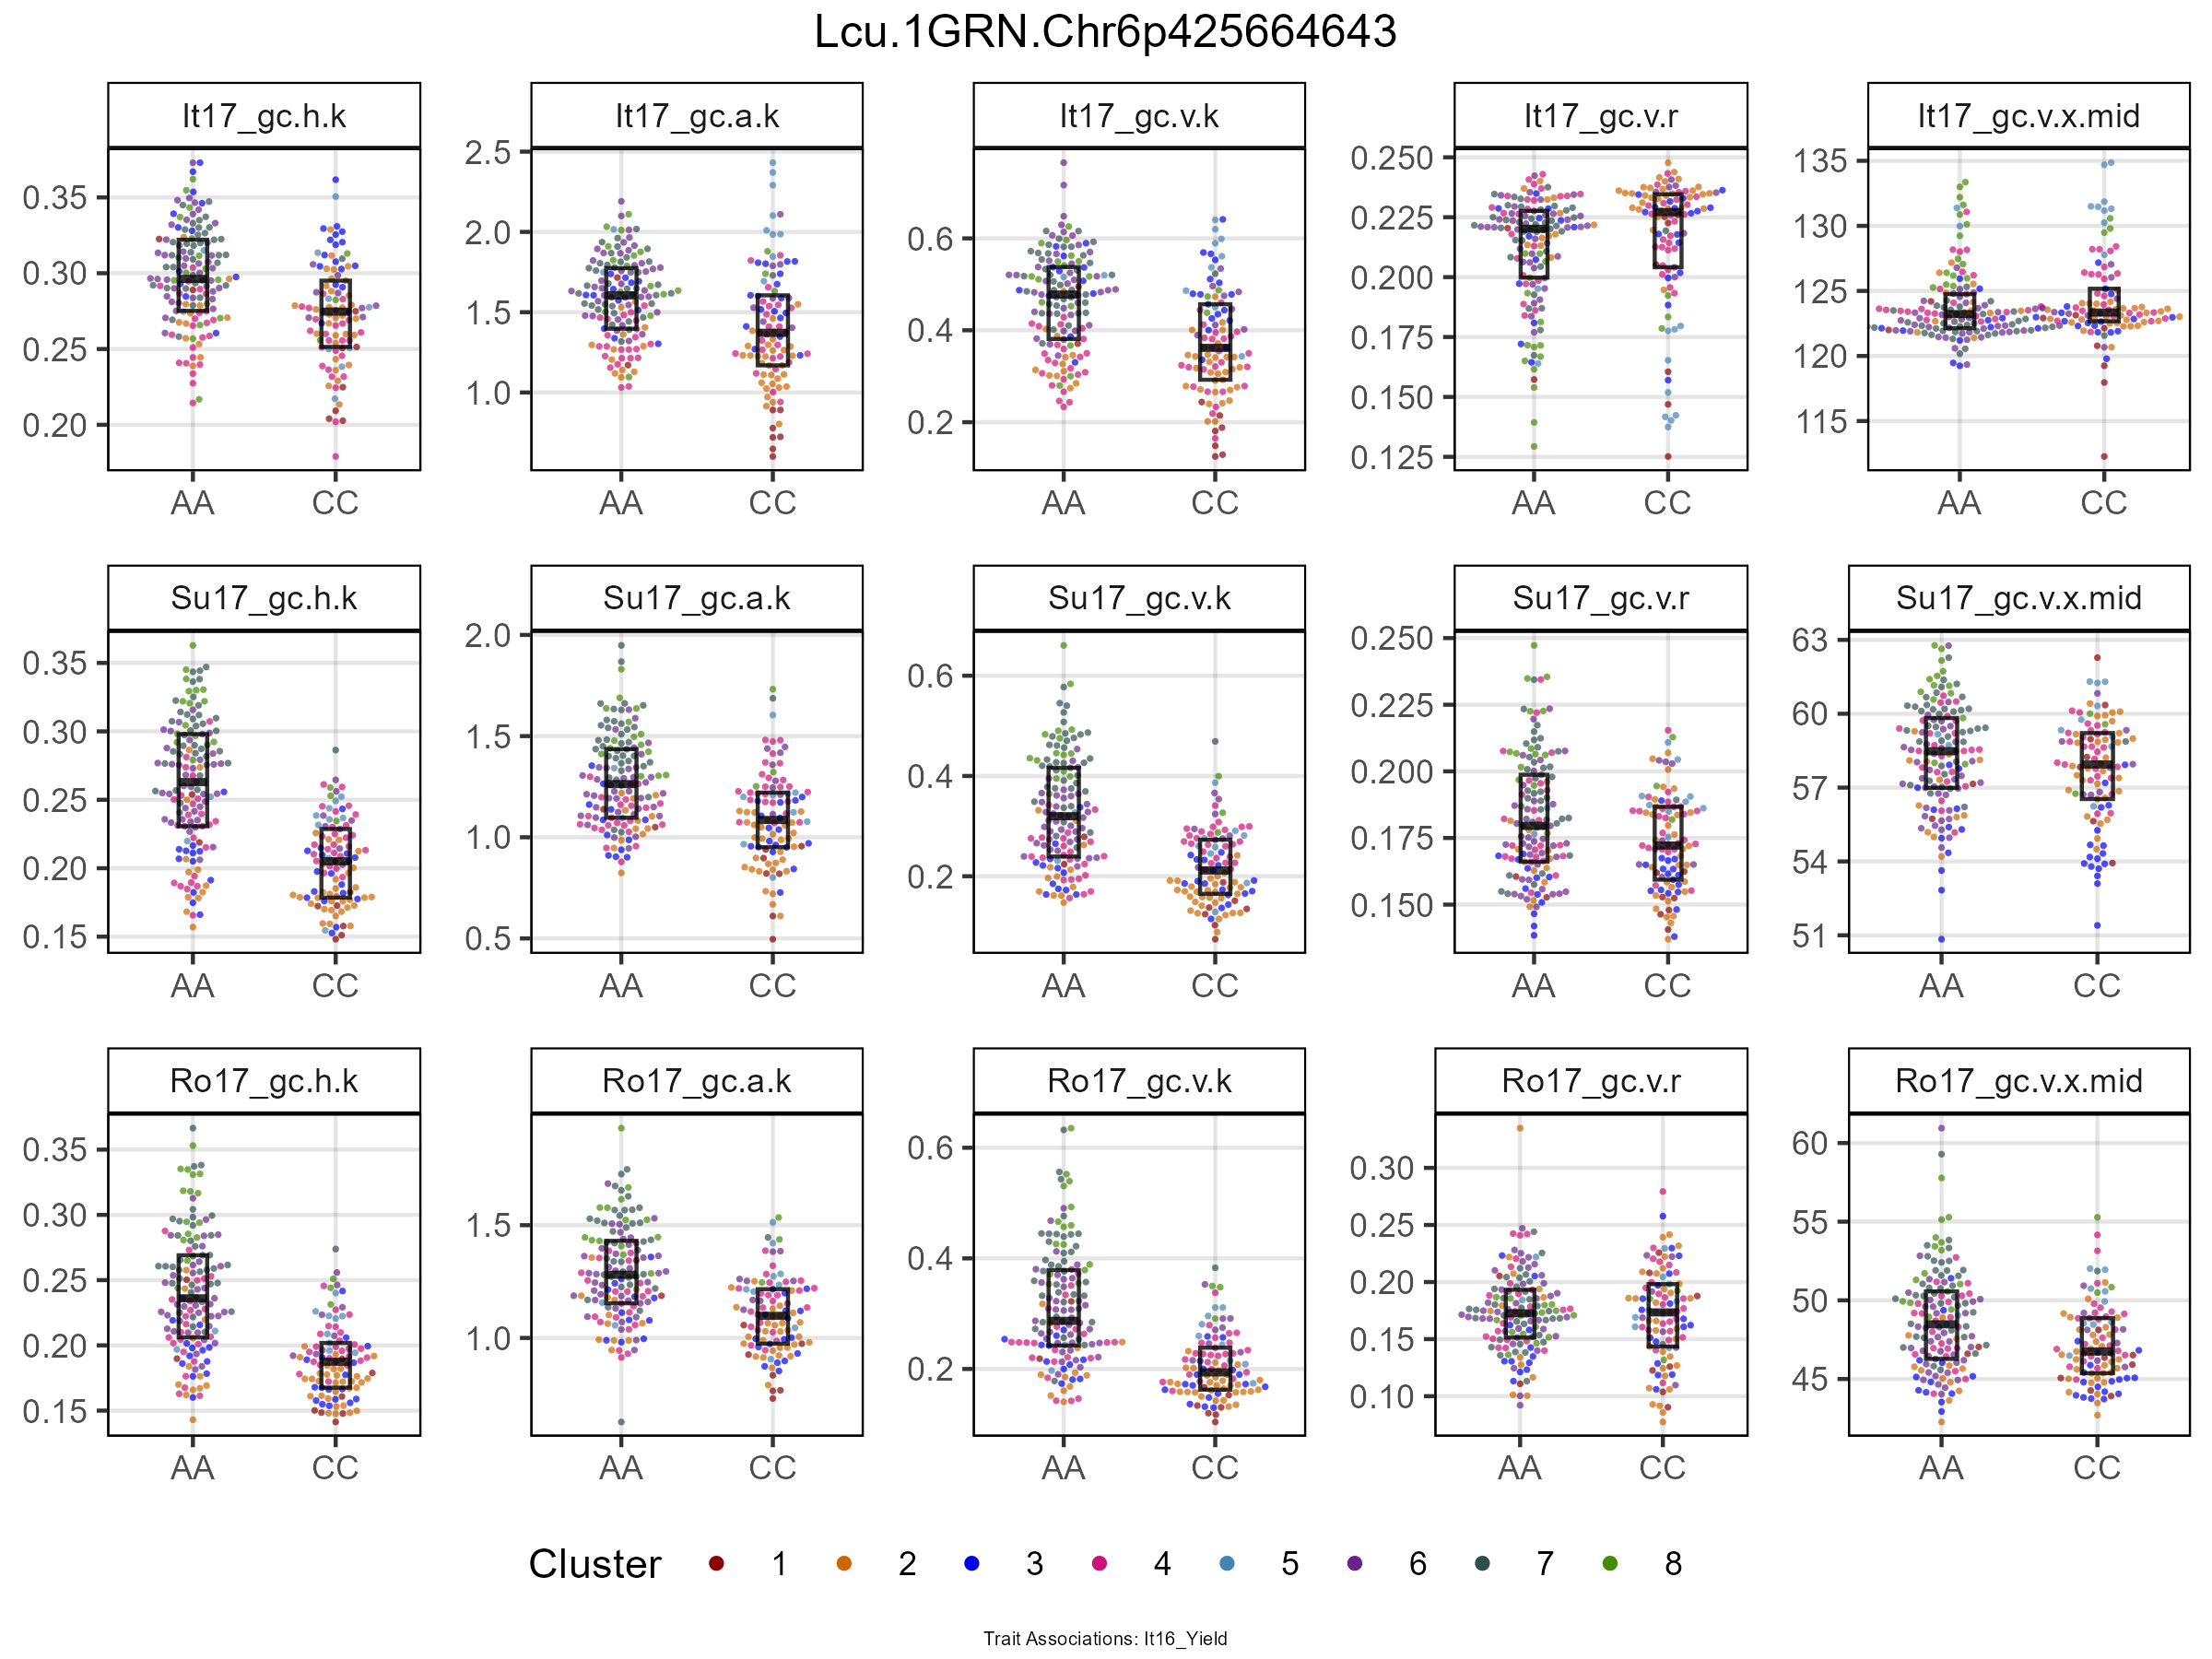 Lcu.1GRN.Chr6p425664643
It17_gc.h.k It17_gc.a.k It17_gc.v.k It17_gc.v.r It17_gc.v.x.mid
0.35 0.30 0.25 0.20
2.5 2.0 1.5 1.0
0.6 0.4 0.2
0.250 0.225 0.200 0.175 0.150 0.125
135 130 125 120 115
AA CC AA CC AA CC AA CC AA CC
Su17_gc.h.k Su17_gc.a.k Su17_gc.v.k Su17_gc.v.r Su17_gc.v.x.mid
0.35 0.30 0.25 0.20 0.15
2.0 1.5 1.0 0.5
0.6 0.4 0.2
0.250 0.225 0.200 0.175 0.150
63 60 57 54 51
AA CC AA CC AA CC AA CC AA CC
Ro17_gc.h.k Ro17_gc.a.k Ro17_gc.v.k Ro17_gc.v.r Ro17_gc.v.x.mid
0.35 0.30 0.25 0.20 0.15
1.5 1.0
0.6 0.4 0.2
0.30 0.25 0.20 0.15 0.10
60 55 50 45
AA CC AA CC AA CC AA CC AA CC
Cluster 1 2 3 4 5 6 7 8
Trait Associations: It16_Yield